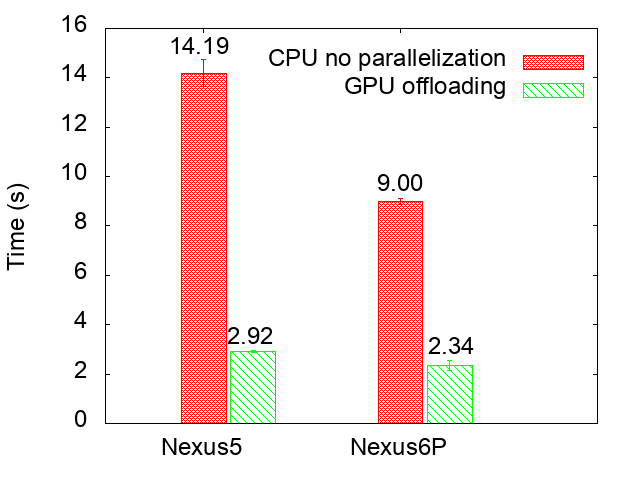 16
14
12
10
8
6
4
2
0
Time (s)
CPU no parallelization
GPU offloading
14.19
2.92
9.00
2.34
Nexus5
Nexus6P